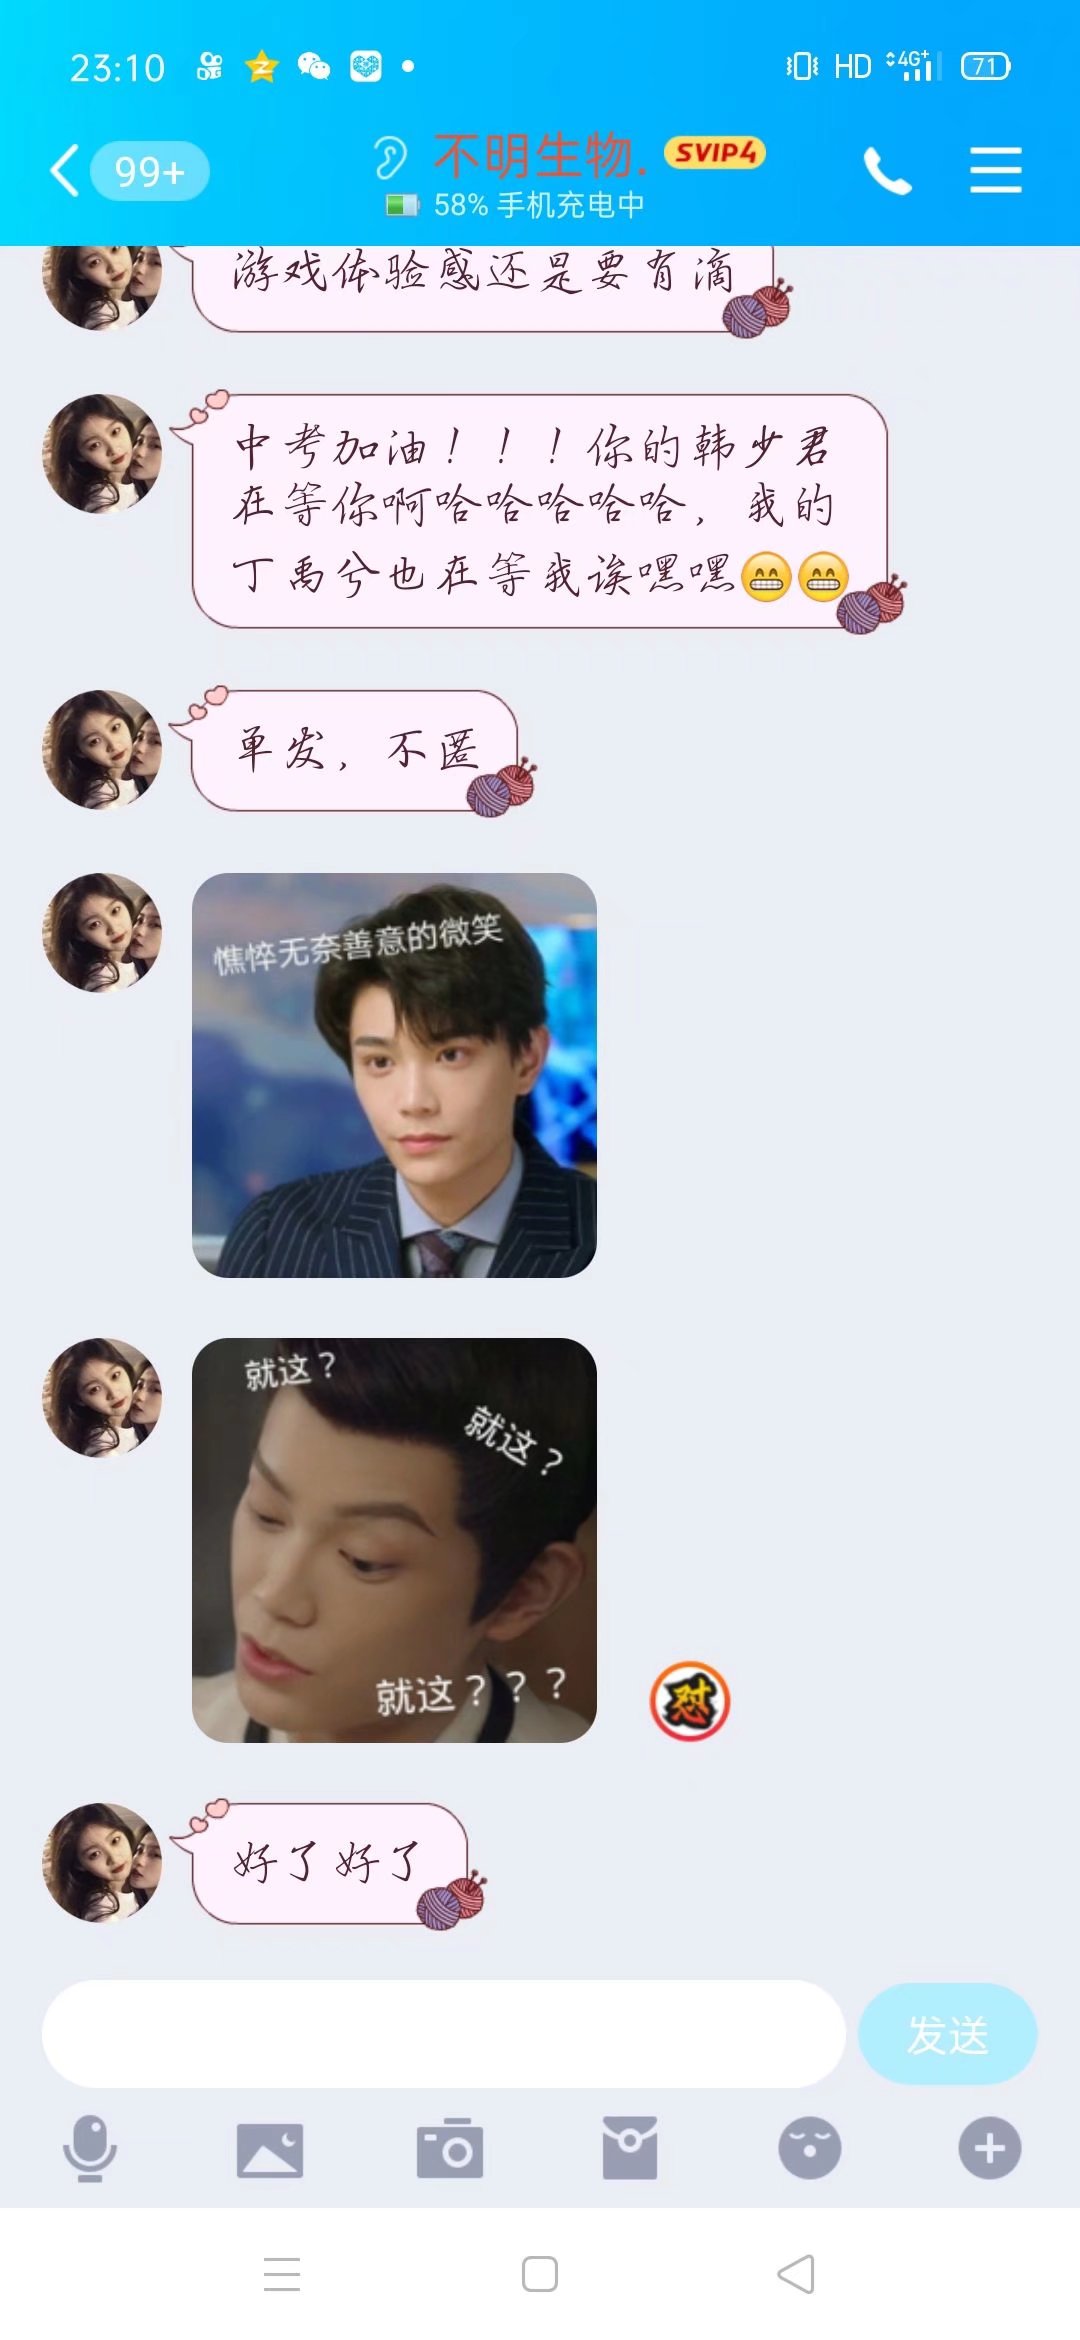 23:10
HD
4G+
71
99+
不明生物.
SVIP4
58% 手机充电中
游戏体验感还是要有滴
中考加油！！！你的韩少君
在等你啊哈哈哈哈哈，我的
丁禹兮也在等我诶嘿嘿😁😁
单发，不匿
憔悴无奈善意的微笑
就这？
就这？
就这？？？
怼
好了好了
发送